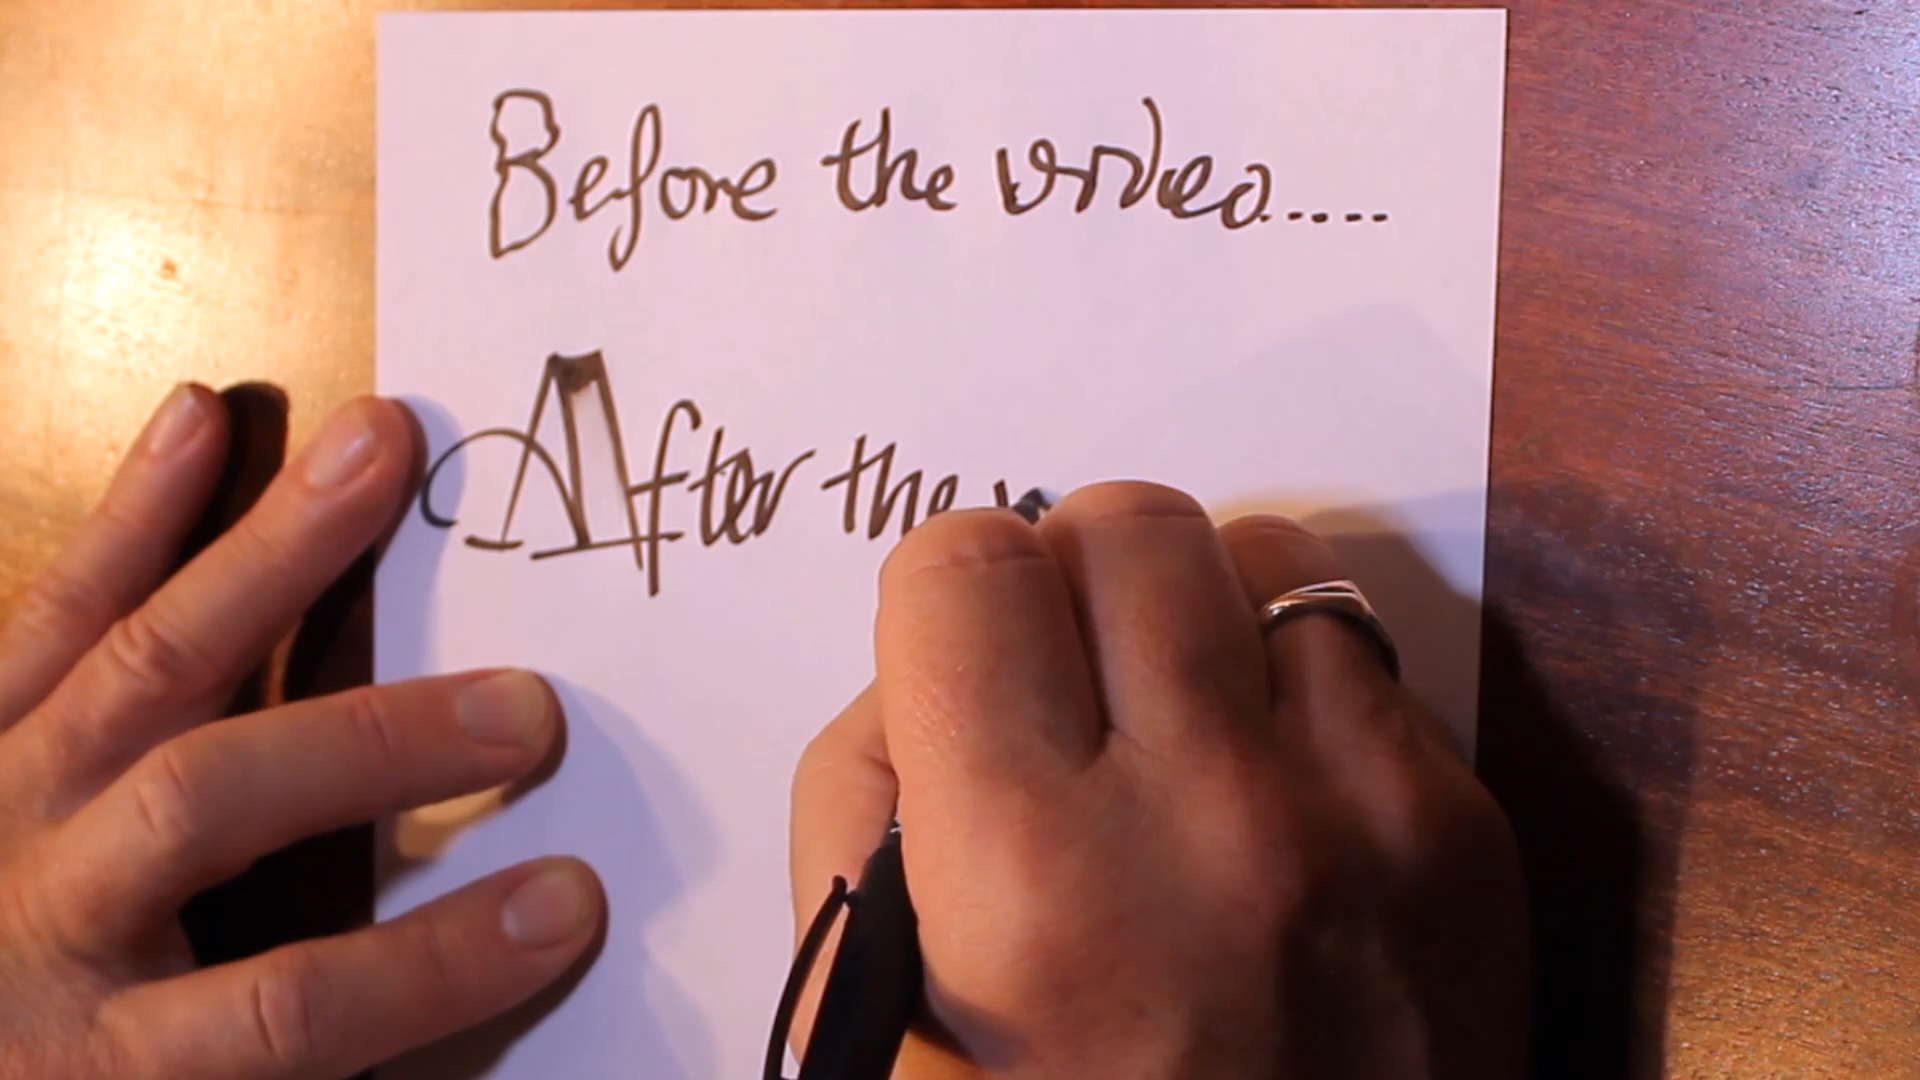 Before the video.....
After the